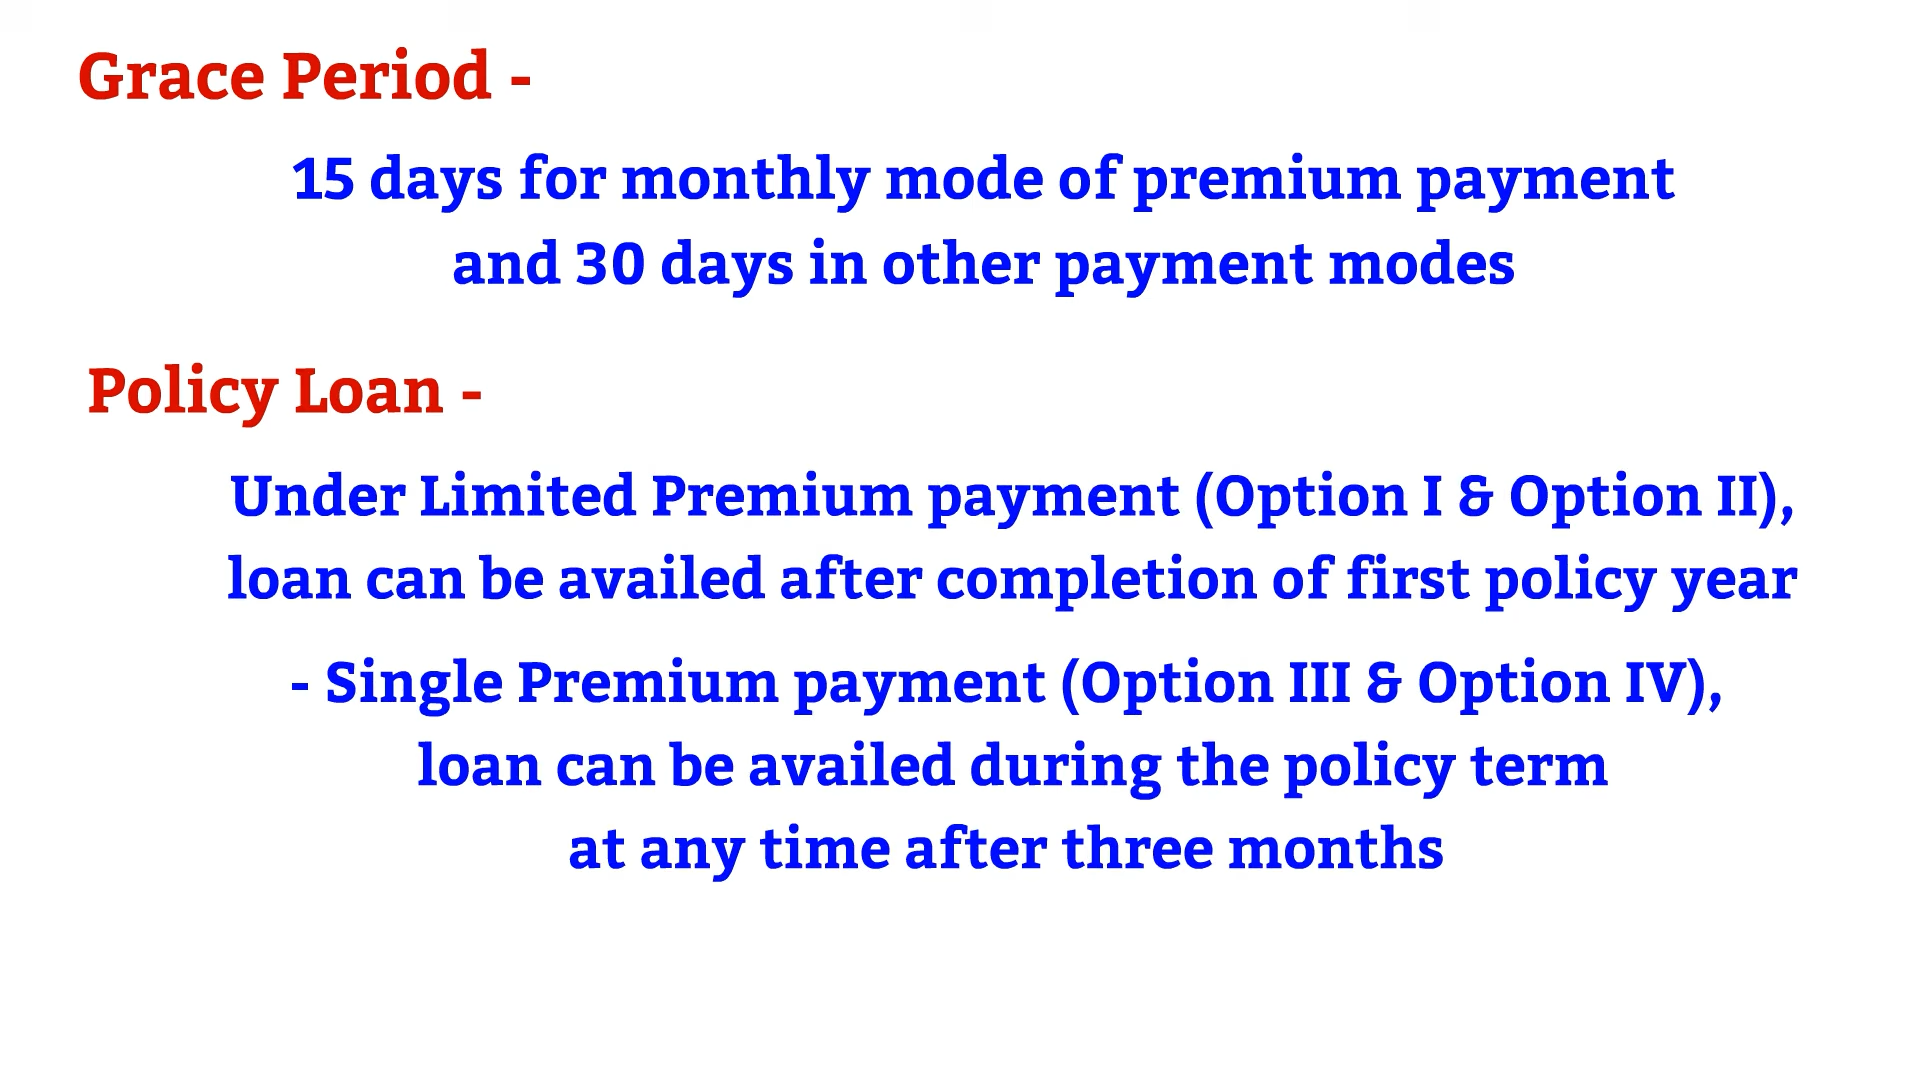 Grace Period -
15 days for monthly mode of premium payment
and 30 days in other payment modes
Policy Loan -
Under Limited Premium payment (Option I & Option II),
loan can be availed after completion of first policy year
- Single Premium payment (Option III & Option IV),
loan can be availed during the policy term
at any time after three months